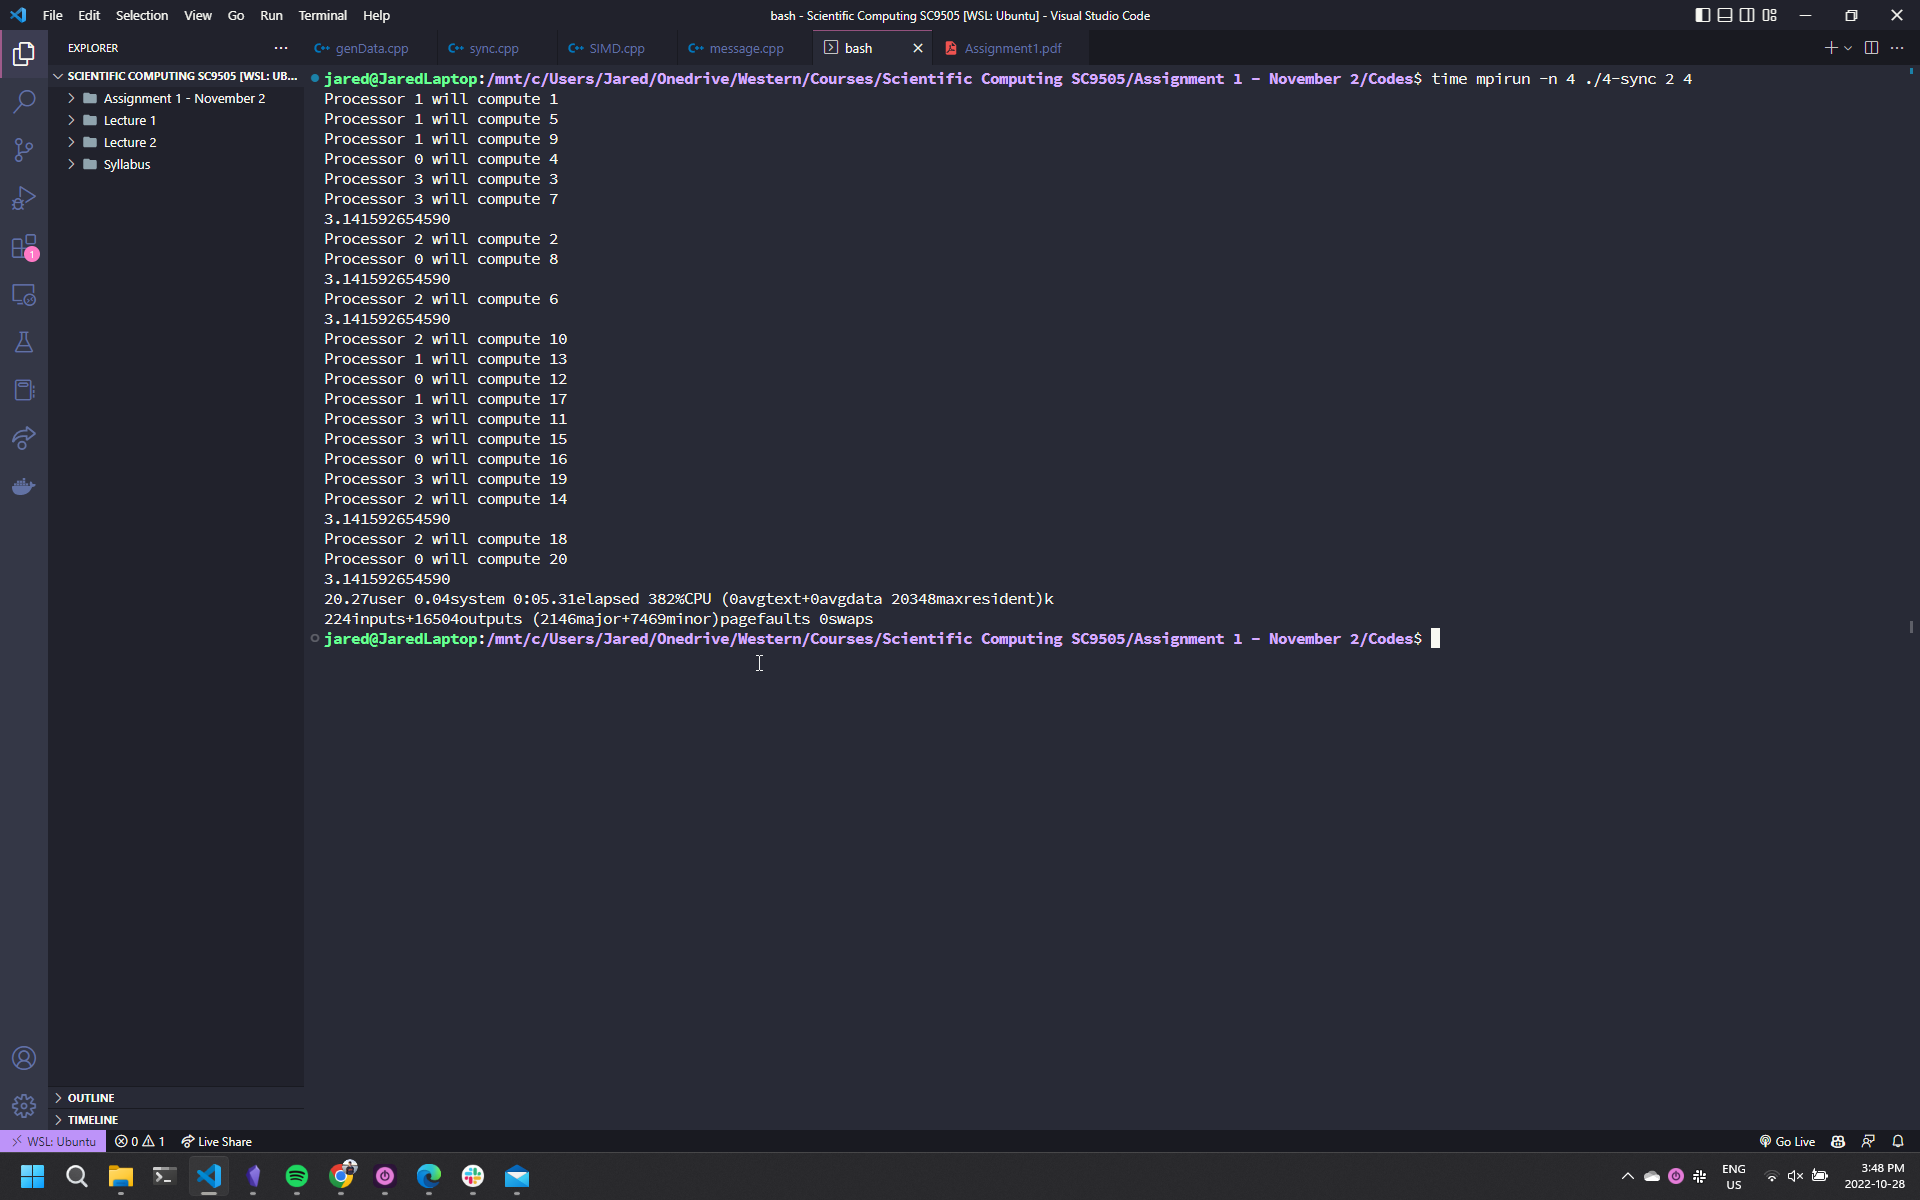 File Edit Selection View Go Run Terminal Help
bash - Scientific Computing SC9505 [WSL: Ubuntu] - Visual Studio Code
EXPLORER
SCIENTIFIC COMPUTING SC9505 [WSL: UB...
Assignment 1 - November 2
Lecture 1
Lecture 2
Syllabus
1
OUTLINE
TIMELINE
genData.cpp sync.cpp SIMD.cpp message.cpp bash Assignment1.pdf
jared@JaredLaptop:/mnt/c/Users/Jared/Onedrive/Western/Courses/Scientific Computing SC9505/Assignment 1 - November 2/Codes$ time mpirun -n 4 ./4-sync 2 4
Processor 1 will compute 1
Processor 1 will compute 5
Processor 1 will compute 9
Processor 0 will compute 4
Processor 3 will compute 3
Processor 3 will compute 7
3.141592654590
Processor 2 will compute 2
Processor 0 will compute 8
3.141592654590
Processor 2 will compute 6
3.141592654590
Processor 2 will compute 10
Processor 1 will compute 13
Processor 0 will compute 12
Processor 1 will compute 17
Processor 3 will compute 11
Processor 3 will compute 15
Processor 0 will compute 16
Processor 3 will compute 19
Processor 2 will compute 14
3.141592654590
Processor 2 will compute 18
Processor 0 will compute 20
3.141592654590
20.27user 0.04system 0:05.31elapsed 382%CPU (0avgtext+0avgdata 20348maxresident)k
224inputs+16504outputs (2146major+7469minor)pagefaults 0swaps
jared@JaredLaptop:/mnt/c/Users/Jared/Onedrive/Western/Courses/Scientific Computing SC9505/Assignment 1 - November 2/Codes$
WSL: Ubuntu 0 1 Live Share Go Live
ENG
US
3:48 PM
2022-10-28